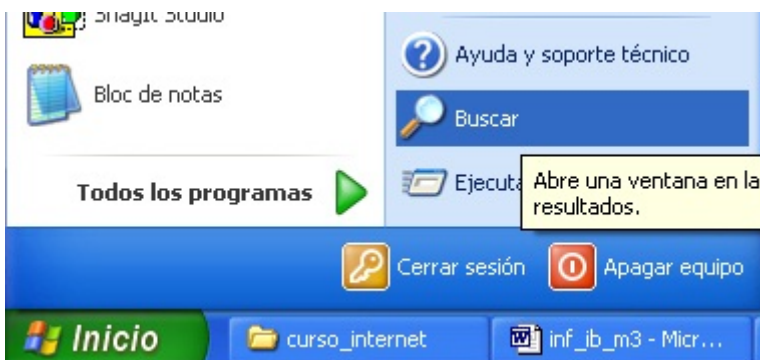 SnagIt Studio
Ayuda y soporte técnico
Bloc de notas
Buscar
Todos los programas
Abre una ventana en la
resultados.
Cerrar sesión
Apagar equipo
Inicio
curso_internet
inf_ib_m3 - Micr...